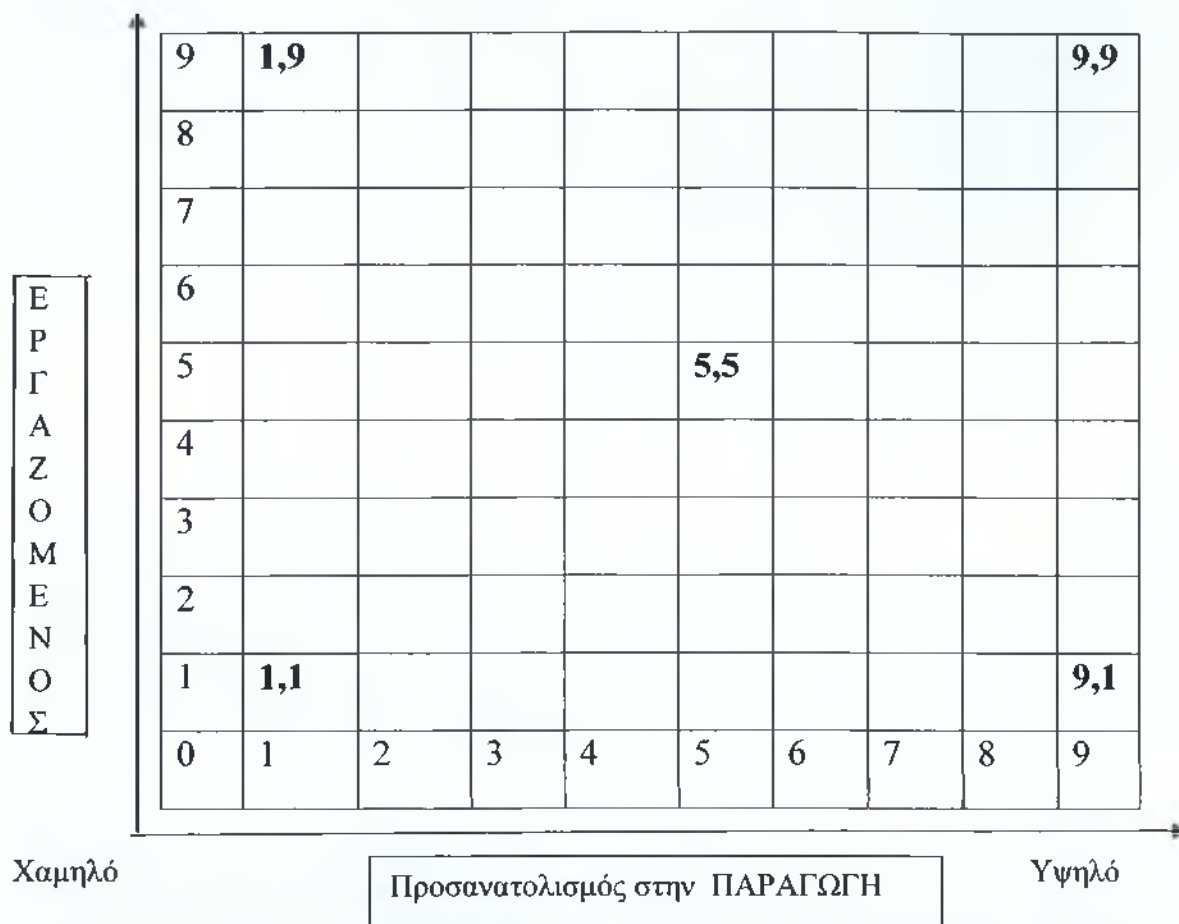 9 1,9 9,9
8
7
6
5 5,5
4
3
2
1 1,1 9,1
0 1 2 3 4 5 6 7 8 9
Ε
Ρ
Γ
Α
Ζ
Ο
Μ
Ε
Ν
Ο
Σ
Χαμηλό
Προσανατολισμός στην ΠΑΡΑΓΩΓΗ
Υψηλό